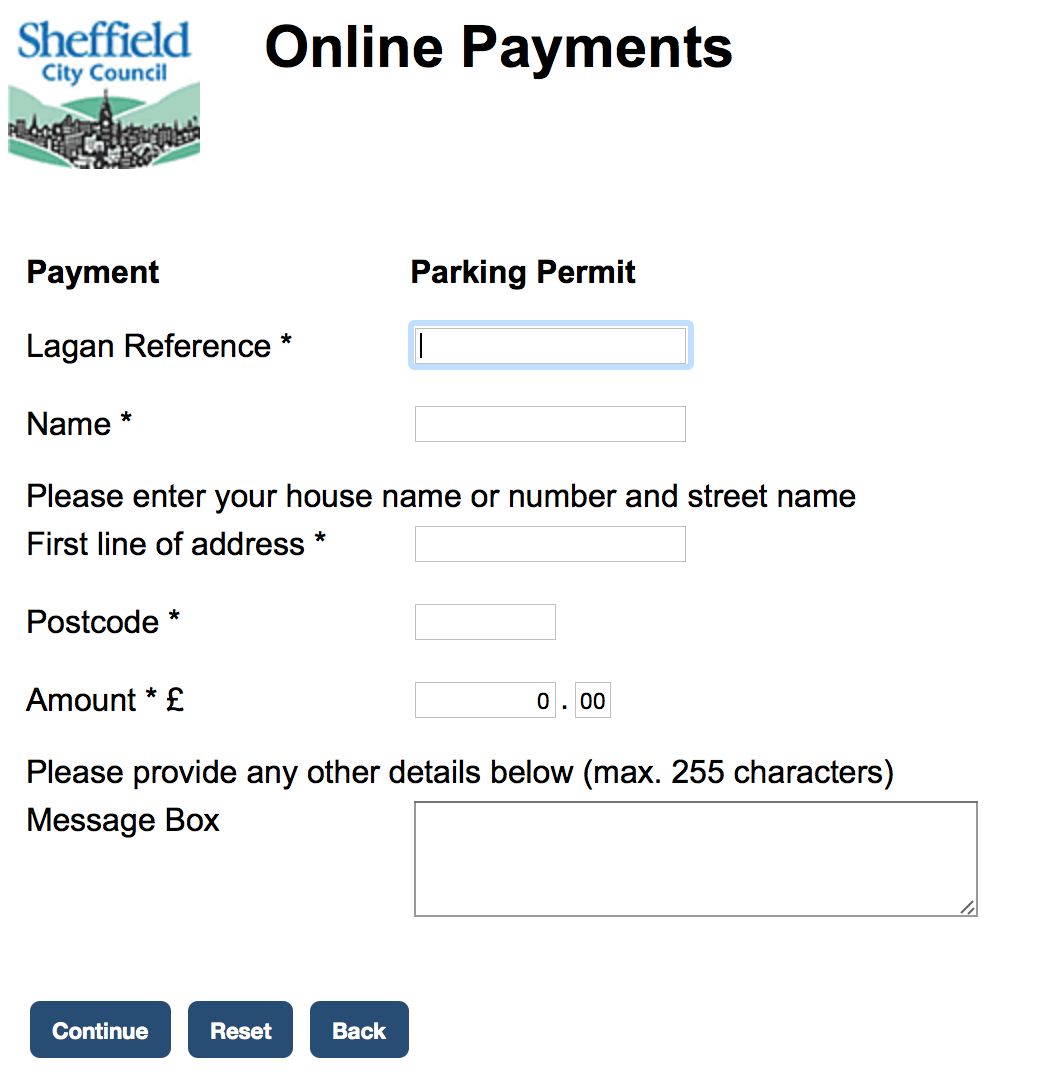 Sheffield
City Council
Online Payments
Payment Parking Permit
Lagan Reference *
Name *
Please enter your house name or number and street name
First line of address *
Postcode *
Amount * £ 0 . 00
Please provide any other details below (max. 255 characters)
Message Box
Continue Reset Back